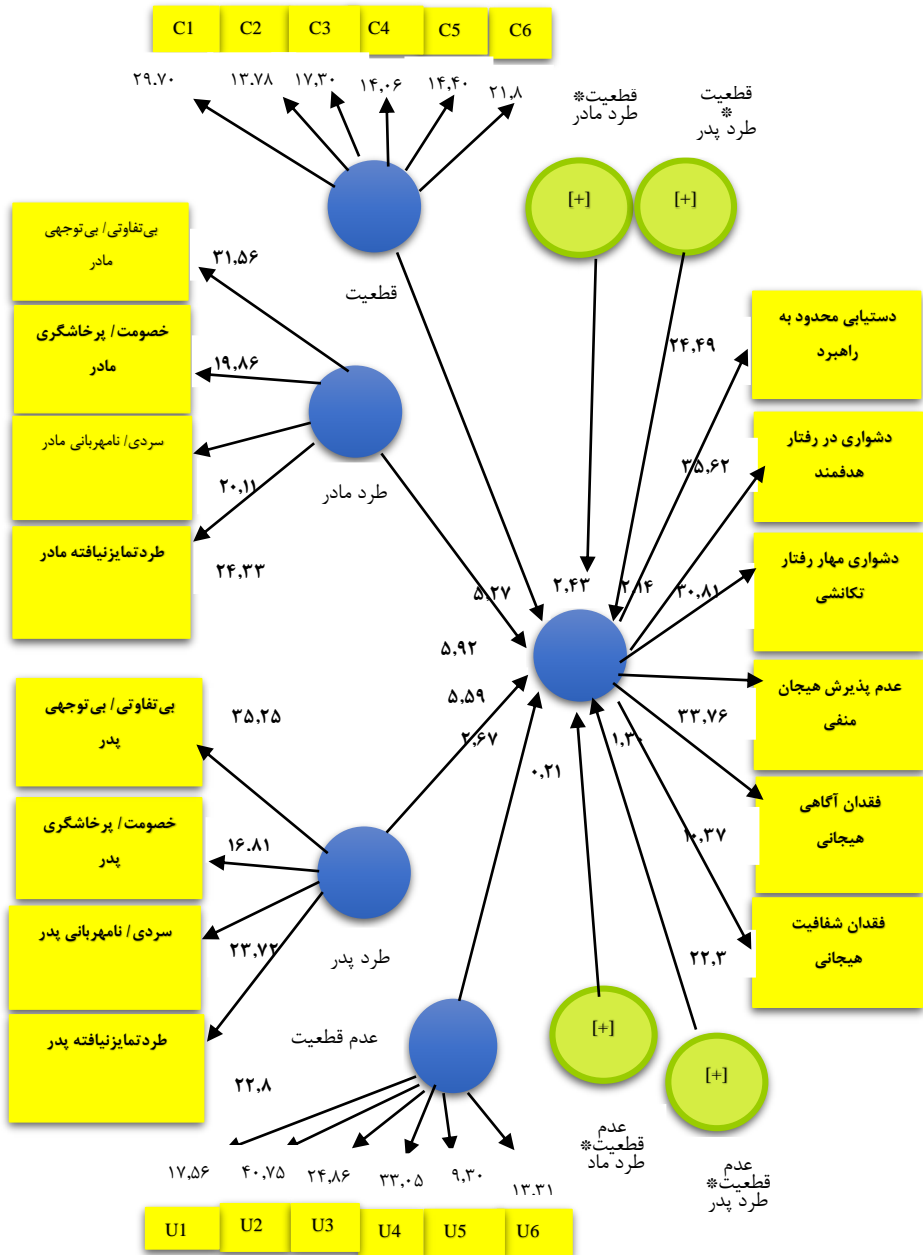 C1 C2 C3 C4 C5 C6
۲۹.۷۰ ۱۳.۷۸ ۱۷,۳۰ ۱۴,۰۶ ۱۴,۴۰ ۲۱,۸
قطعیت*
طرد مادر
قطعیت
*
طرد پدر
[+]
[+]
قطعیت
بی‌تفاوتی/ بی‌توجهی
مادر
۳۱,۵۶
خصومت/ پرخاشگری
مادر
۱۹,۸۶
سردی/ نامهربانی مادر
۲۰,۱۱
طردتمایزنیافته مادر
۲۴,۳۳
طرد مادر
۲۴,۴۹
دستیابی محدود به
راهبرد
۳۵,۶۲
دشواری در رفتار
هدفمند
۳۰,۸۱
دشواری مهار رفتار
تکانشی
۵,۲۷
۲,۴۳
۲,۱۴
۵,۹۲
۵,۵۹
۲,۶۷
۰,۲۱
۱,۳۰
عدم پذیرش هیجان
منفی
۳۳,۷۶
فقدان آگاهی
هیجانی
۱۰,۳۷
فقدان شفافیت
هیجانی
۲۲,۳
بی‌تفاوتی/ بی‌توجهی
پدر
۳۵,۲۵
خصومت/ پرخاشگری
پدر
۱۶.۸۱
سردی/ نامهربانی پدر
۲۳,۷۲
طردتمایزنیافته پدر
۲۲,۸
طرد پدر
عدم قطعیت
[+]
[+]
عدم
قطعیت*
طرد ماد
عدم
قطعیت*
طرد پدر
۱۷,۵۶ ۴۰,۷۵ ۲۴,۸۶ ۳۳,۰۵ ۹,۳۰ ۱۳.۳۱
U1 U2 U3 U4 U5 U6